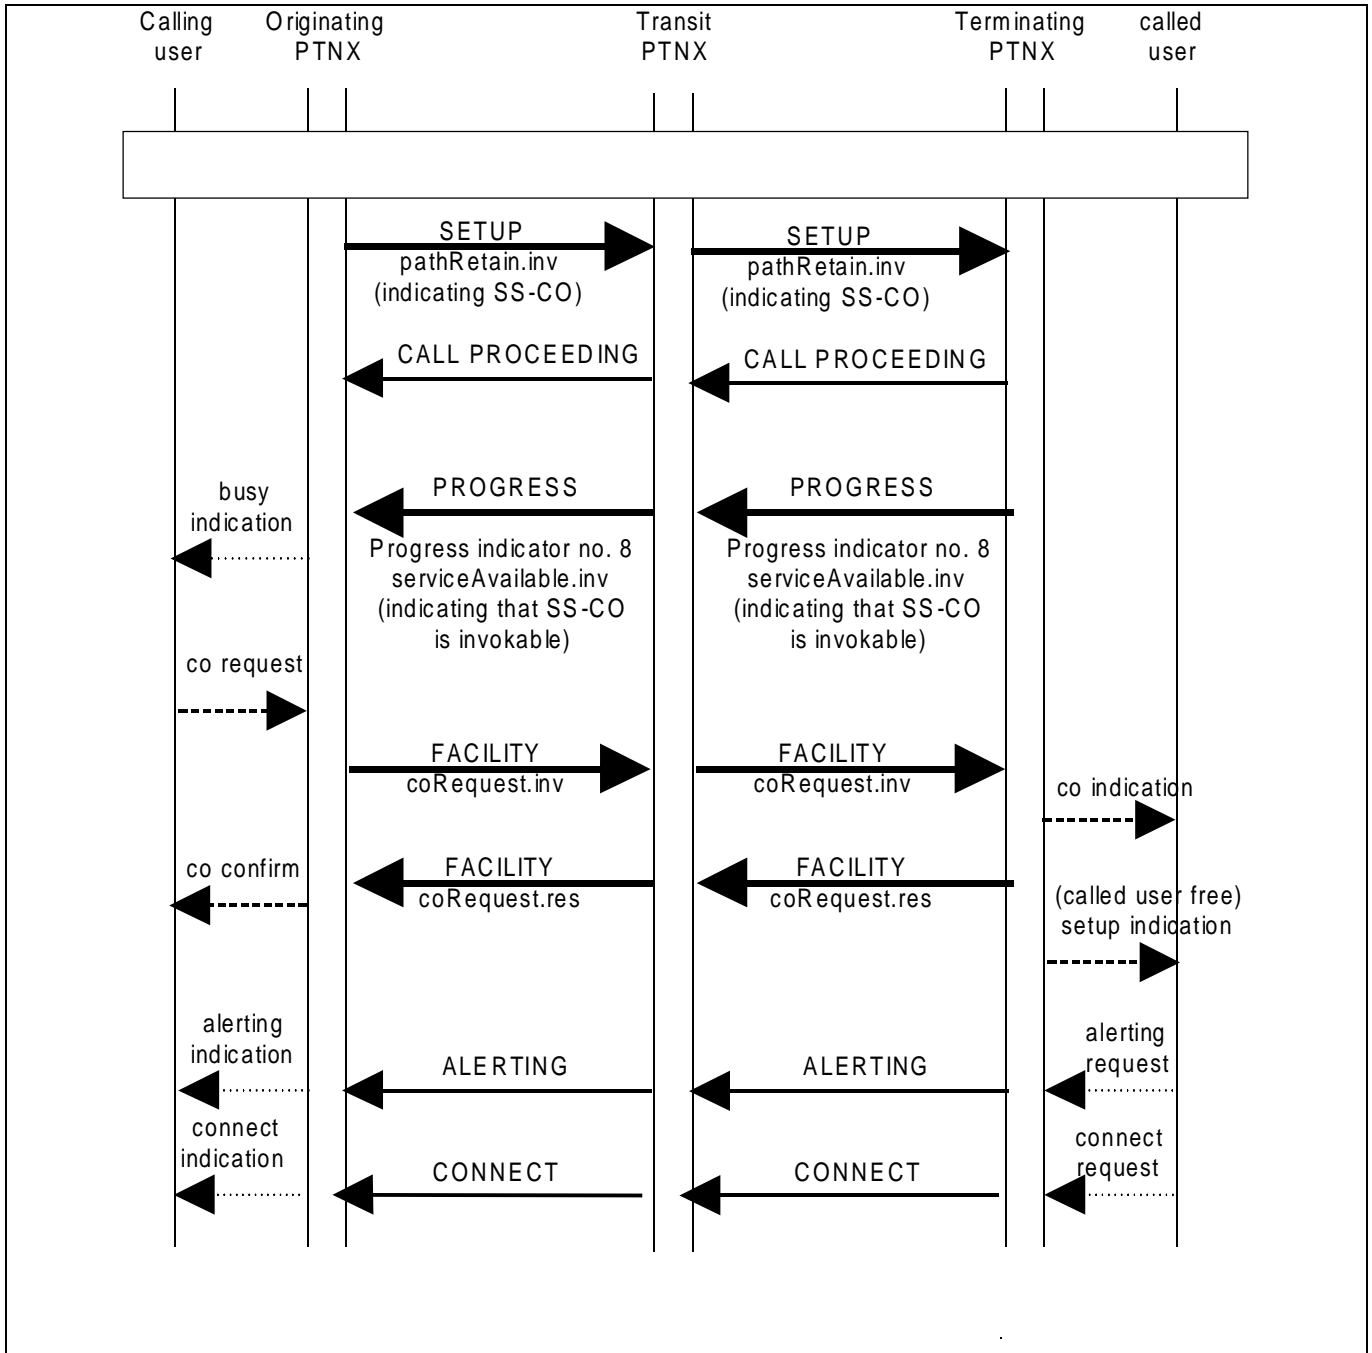 Calling user
Originating PTNX
Transit PTNX
Terminating PTNX
called user
SETUP
pathRetain.inv
(indicating SS-CO)
SETUP
pathRetain.inv
(indicating SS-CO)
CALL PROCEEDING
CALL PROCEEDING
busy
indication
PROGRESS
Progress indicator no. 8
serviceAvailable.inv
(indicating that SS-CO
is invokable)
PROGRESS
Progress indicator no. 8
serviceAvailable.inv
(indicating that SS-CO
is invokable)
co request
FACILITY
coRequest.inv
FACILITY
coRequest.inv
co indication
co confirm
FACILITY
coRequest.res
FACILITY
coRequest.res
(called user free)
setup indication
alerting
indication
ALERTING
ALERTING
alerting
request
connect
indication
CONNECT
CONNECT
connect
request